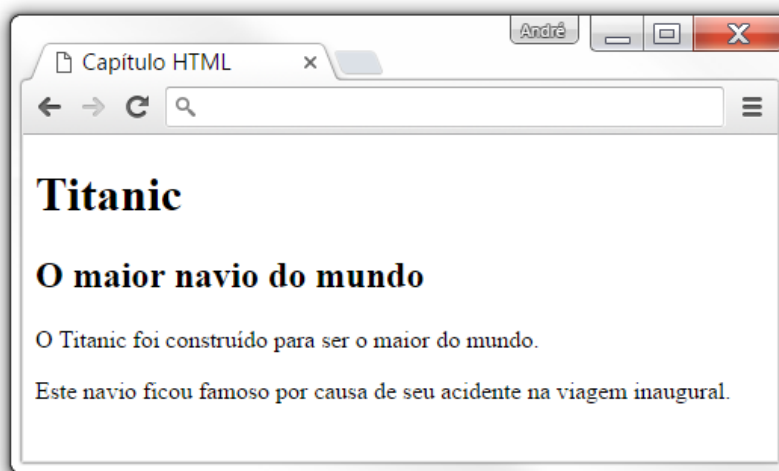 André
Capítulo HTML
Titanic
O maior navio do mundo
O Titanic foi construído para ser o maior do mundo.
Este navio ficou famoso por causa de seu acidente na viagem inaugural.